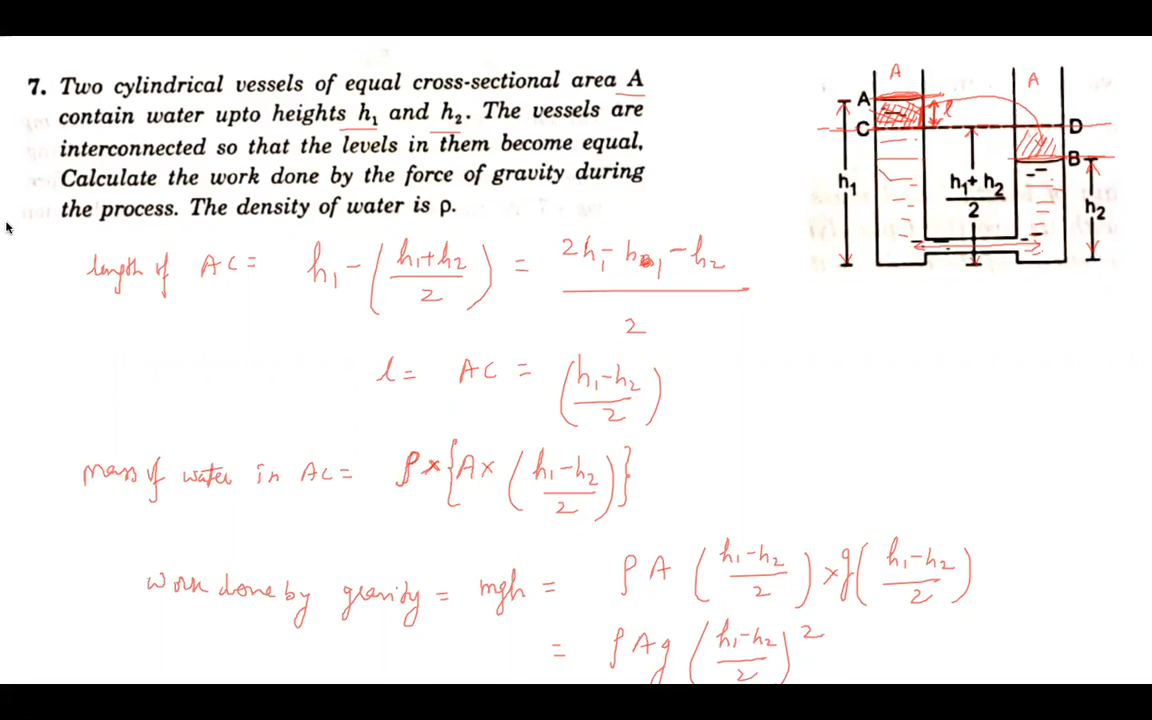 7. Two cylindrical vessels of equal cross-sectional area A
contain water upto heights h₁ and h₂. The vessels are
interconnected so that the levels in them become equal.
Calculate the work done by the force of gravity during
the process. The density of water is ρ.
A
A
A
l
C
D
B
h₁
(h₁ + h₂)/2
h₂
length of AC = h₁ - ((h₁+h₂)/2) = (2h₁ - h₁ - h₂)/2
l = AC = ((h₁-h₂)/2)
Mass of water in AC = ρ × {A × ((h₁-h₂)/2)}
Work done by gravity = mgh = ρ A ((h₁-h₂)/2) × g ((h₁-h₂)/2)
= ρ A g ((h₁-h₂)/2)²